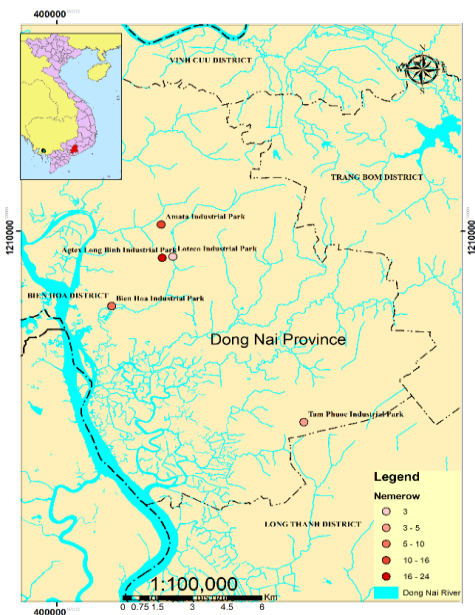 400000
VINH CUU DISTRICT
N
W
E
S
TRANG BOM DISTRICT
Amata Industrial Park
1210000
1210000
Agtex Long Binh Industrial Park
Loteco Industrial Park
BIEN HOA DISTRICT
Bien Hoa Industrial Park
Dong Nai Province
Tam Phuoc Industrial Park
Legend
Nemerow
3
3 - 5
5 - 10
10 - 16
16 - 24
Dong Nai River
LONG THANH DISTRICT
1:100,000
Km
0 0.75 1.5 3 4.5 6
400000